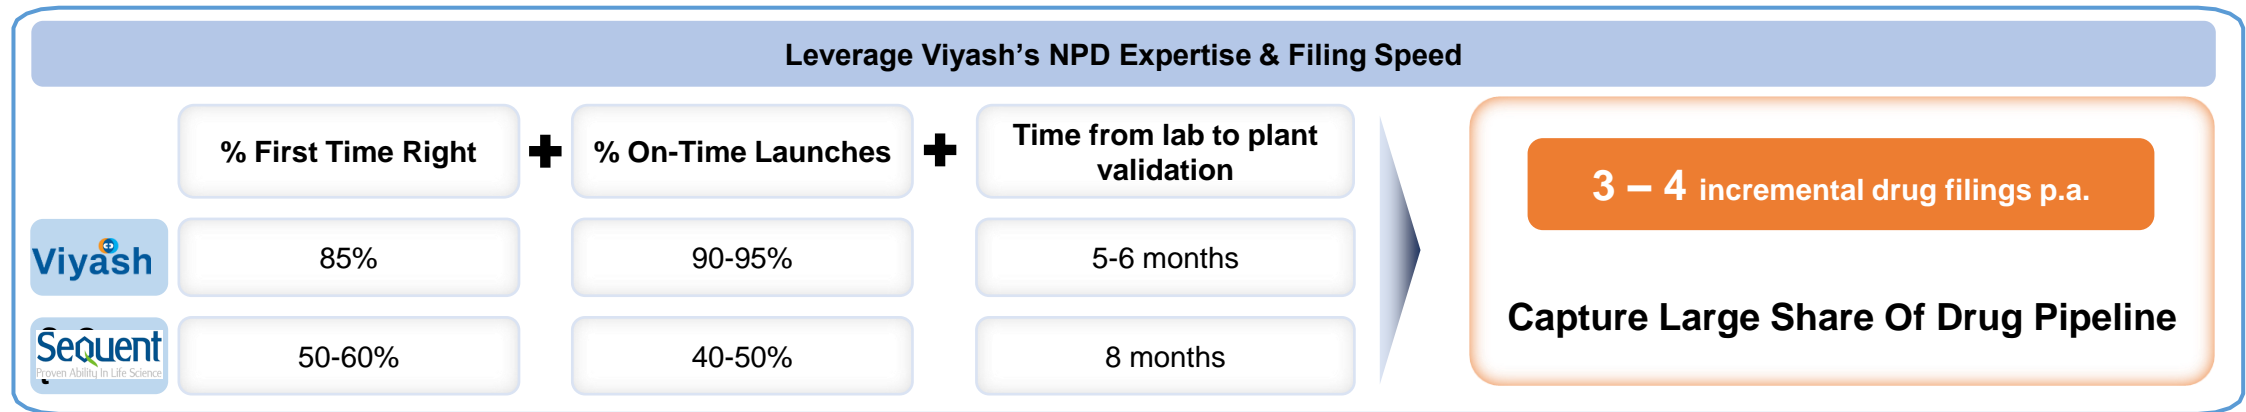 Leverage Viyash's NPD Expertise & Filing Speed
% First Time Right
% On-Time Launches
Time from lab to plant
validation
Viyash
85%
90-95%
5-6 months
SeQuent
Proven Ability In Life Science
50-60%
40-50%
8 months
3 – 4 incremental drug filings p.a.
Capture Large Share Of Drug Pipeline